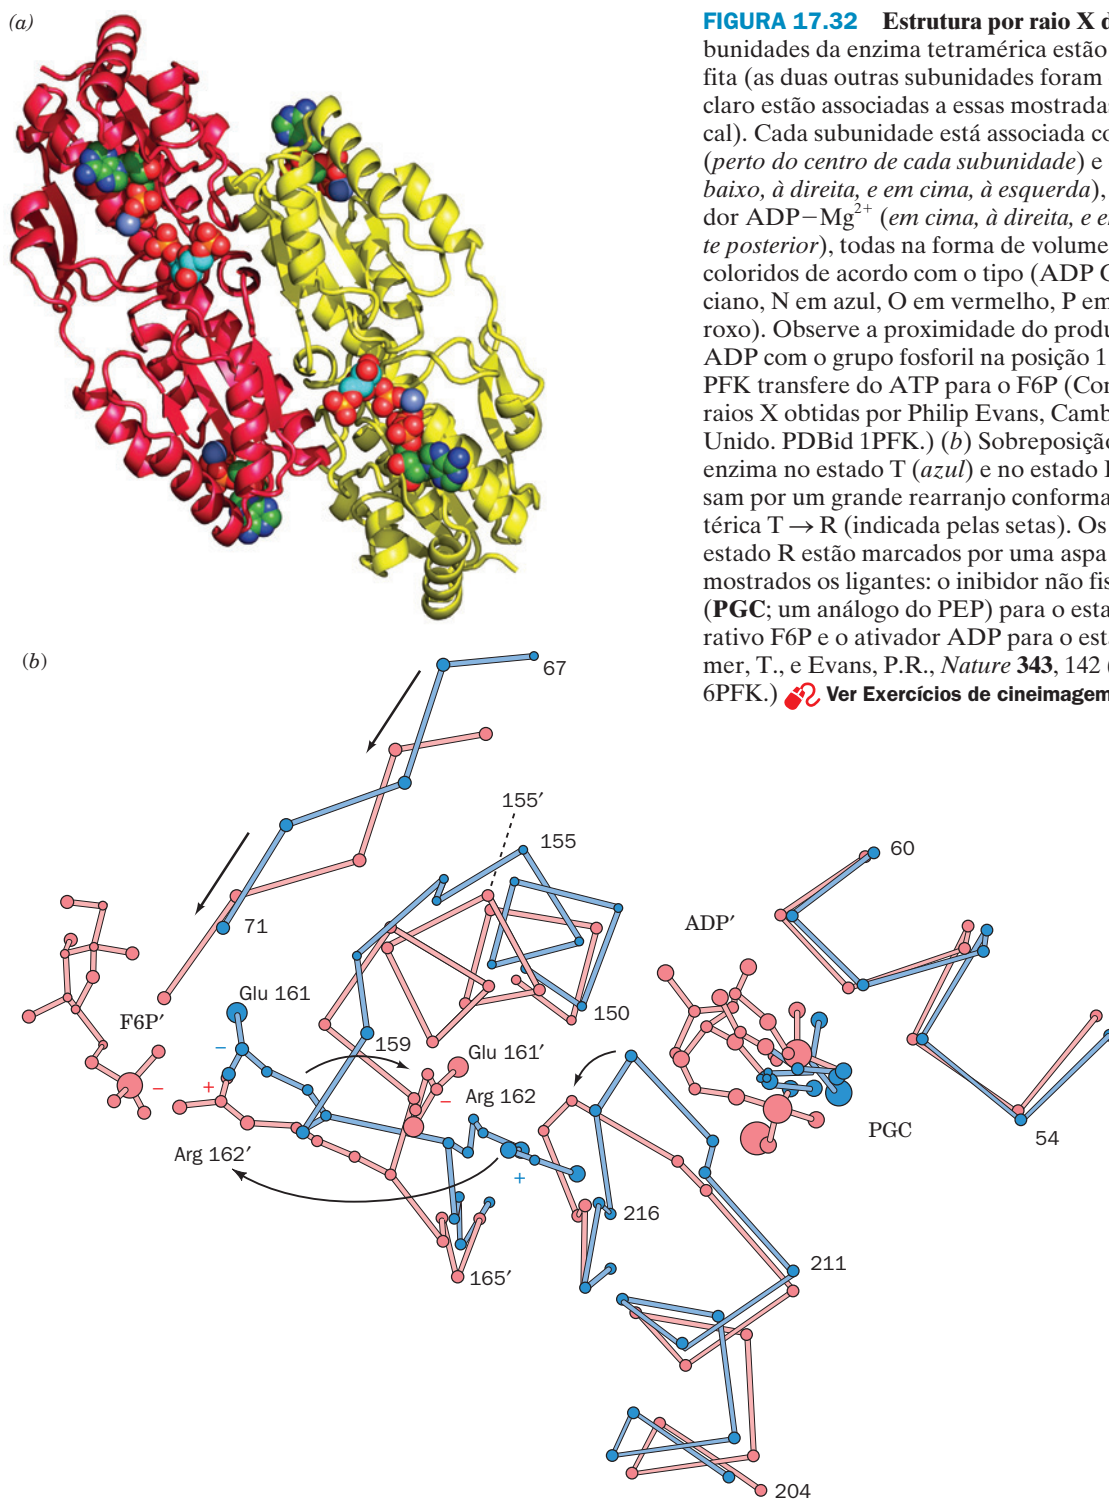 (a)
FIGURA 17.32 Estrutura por raio X d
bunidades da enzima tetramérica estão
fita (as duas outras subunidades foram
claro estão associadas a essas mostradas
cal). Cada subunidade está associada co
(perto do centro de cada subunidade) e
baixo, à direita, e em cima, à esquerda),
dor ADP–Mg²⁺ (em cima, à direita, e e
te posterior), todas na forma de volume
coloridos de acordo com o tipo (ADP C
ciano, N em azul, O em vermelho, P em
roxo). Observe a proximidade do produ
ADP com o grupo fosforil na posição 1
PFK transfere do ATP para o F6P (Con
raios X obtidas por Philip Evans, Camb
Unido. PDBid 1PFK.) (b) Sobreposição
enzima no estado T (azul) e no estado
sam por um grande rearranjo conforma
térica T → R (indicada pelas setas). Os
estado R estão marcados por uma aspa
mostrados os ligantes: o inibidor não fis
(PGC; um análogo do PEP) para o esta
rativo F6P e o ativador ADP para o est
mer, T., e Evans, P.R., Nature 343, 142 (
6PFK.) Ver Exercícios de cineimagem
(b)
67
155′
155
60
71
ADP′
Glu 161
F6P′
150
159
Glu 161′
−
−
+
−
Arg 162
PGC
54
Arg 162′
+
216
211
165′
204